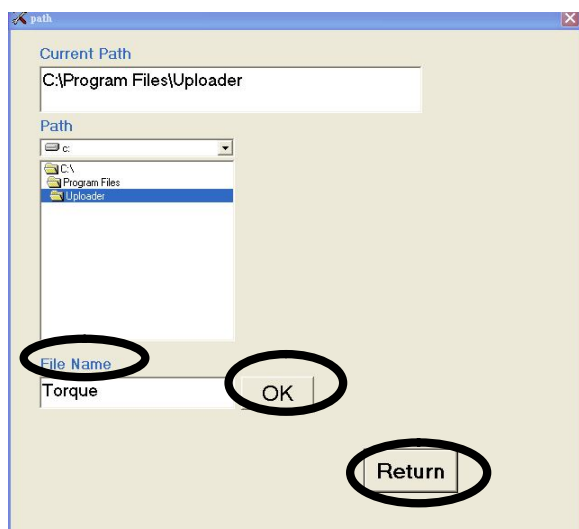 path
Current Path
C:\Program Files\Uploader
Path
c:
C:\
Program Files
Uploader
File Name
Torque
OK
Return